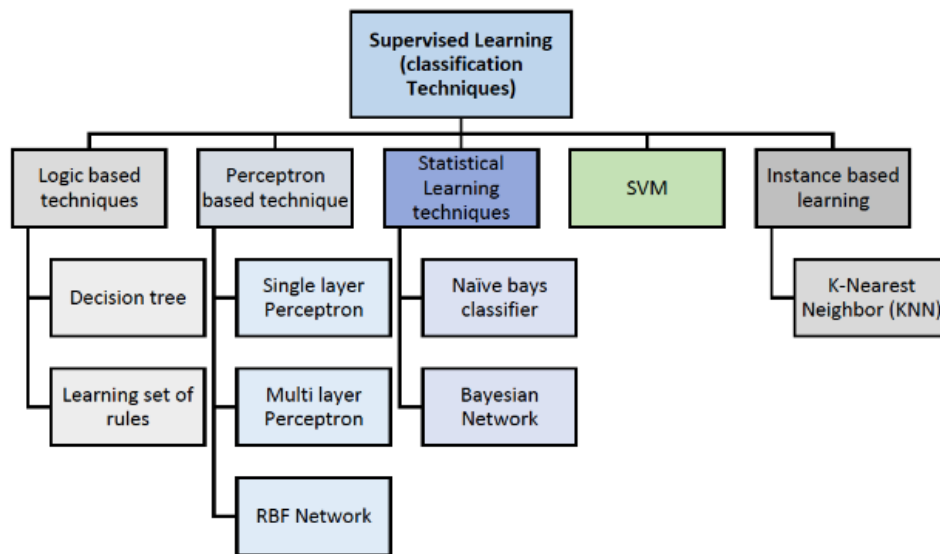 Supervised Learning
(classification
Techniques)
Logic based
techniques
Perceptron
based technique
Statistical
Learning
techniques
SVM
Instance based
learning
Decision tree
Learning set of
rules
Single layer
Perceptron
Multi layer
Perceptron
RBF Network
Naïve bays
classifier
Bayesian
Network
K-Nearest
Neighbor (KNN)